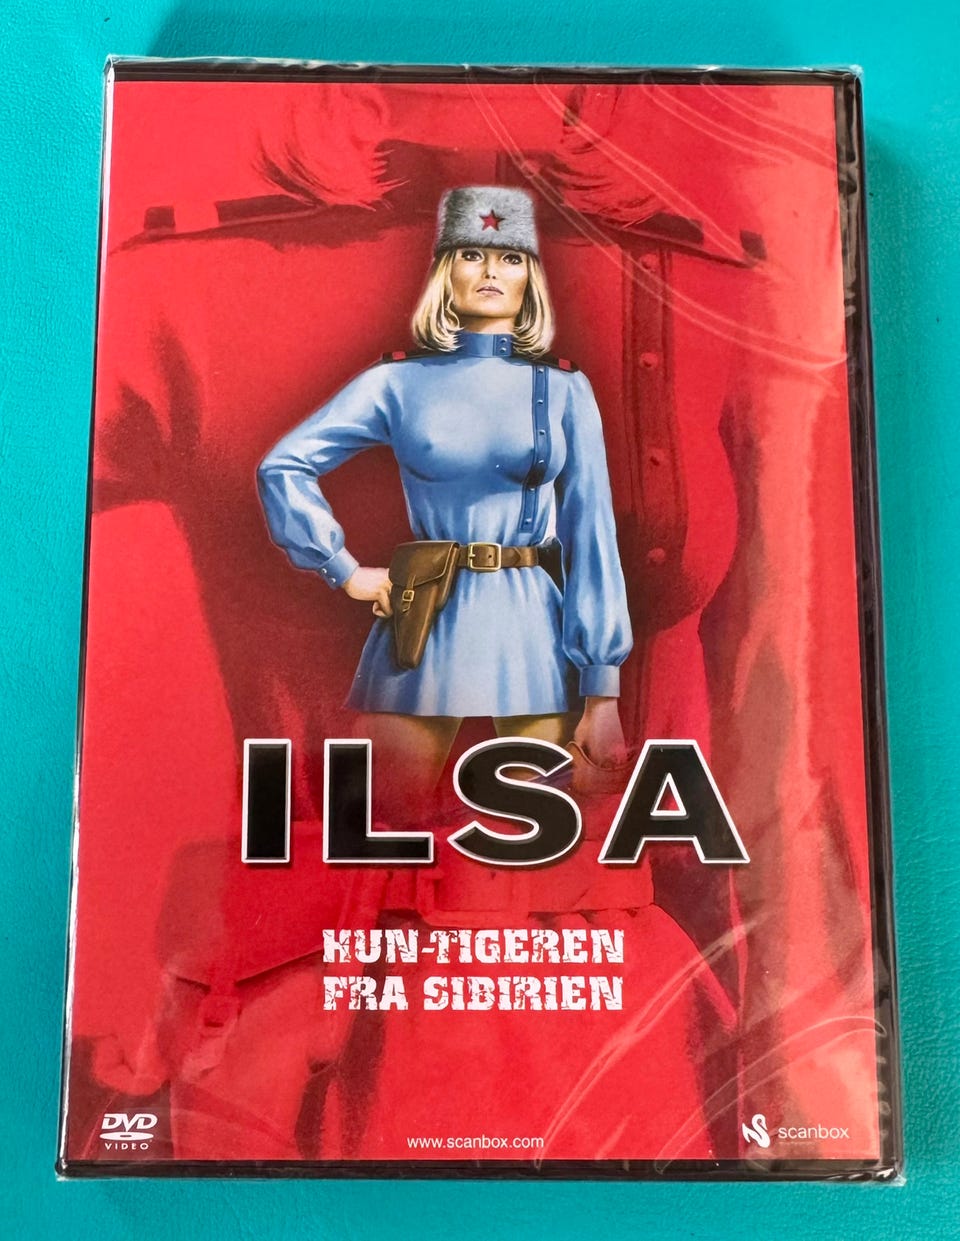 ILSA
HUN-TIGEREN
FRA SIBIRIEN
DVD
VIDEO
www.scanbox.com
scanbox